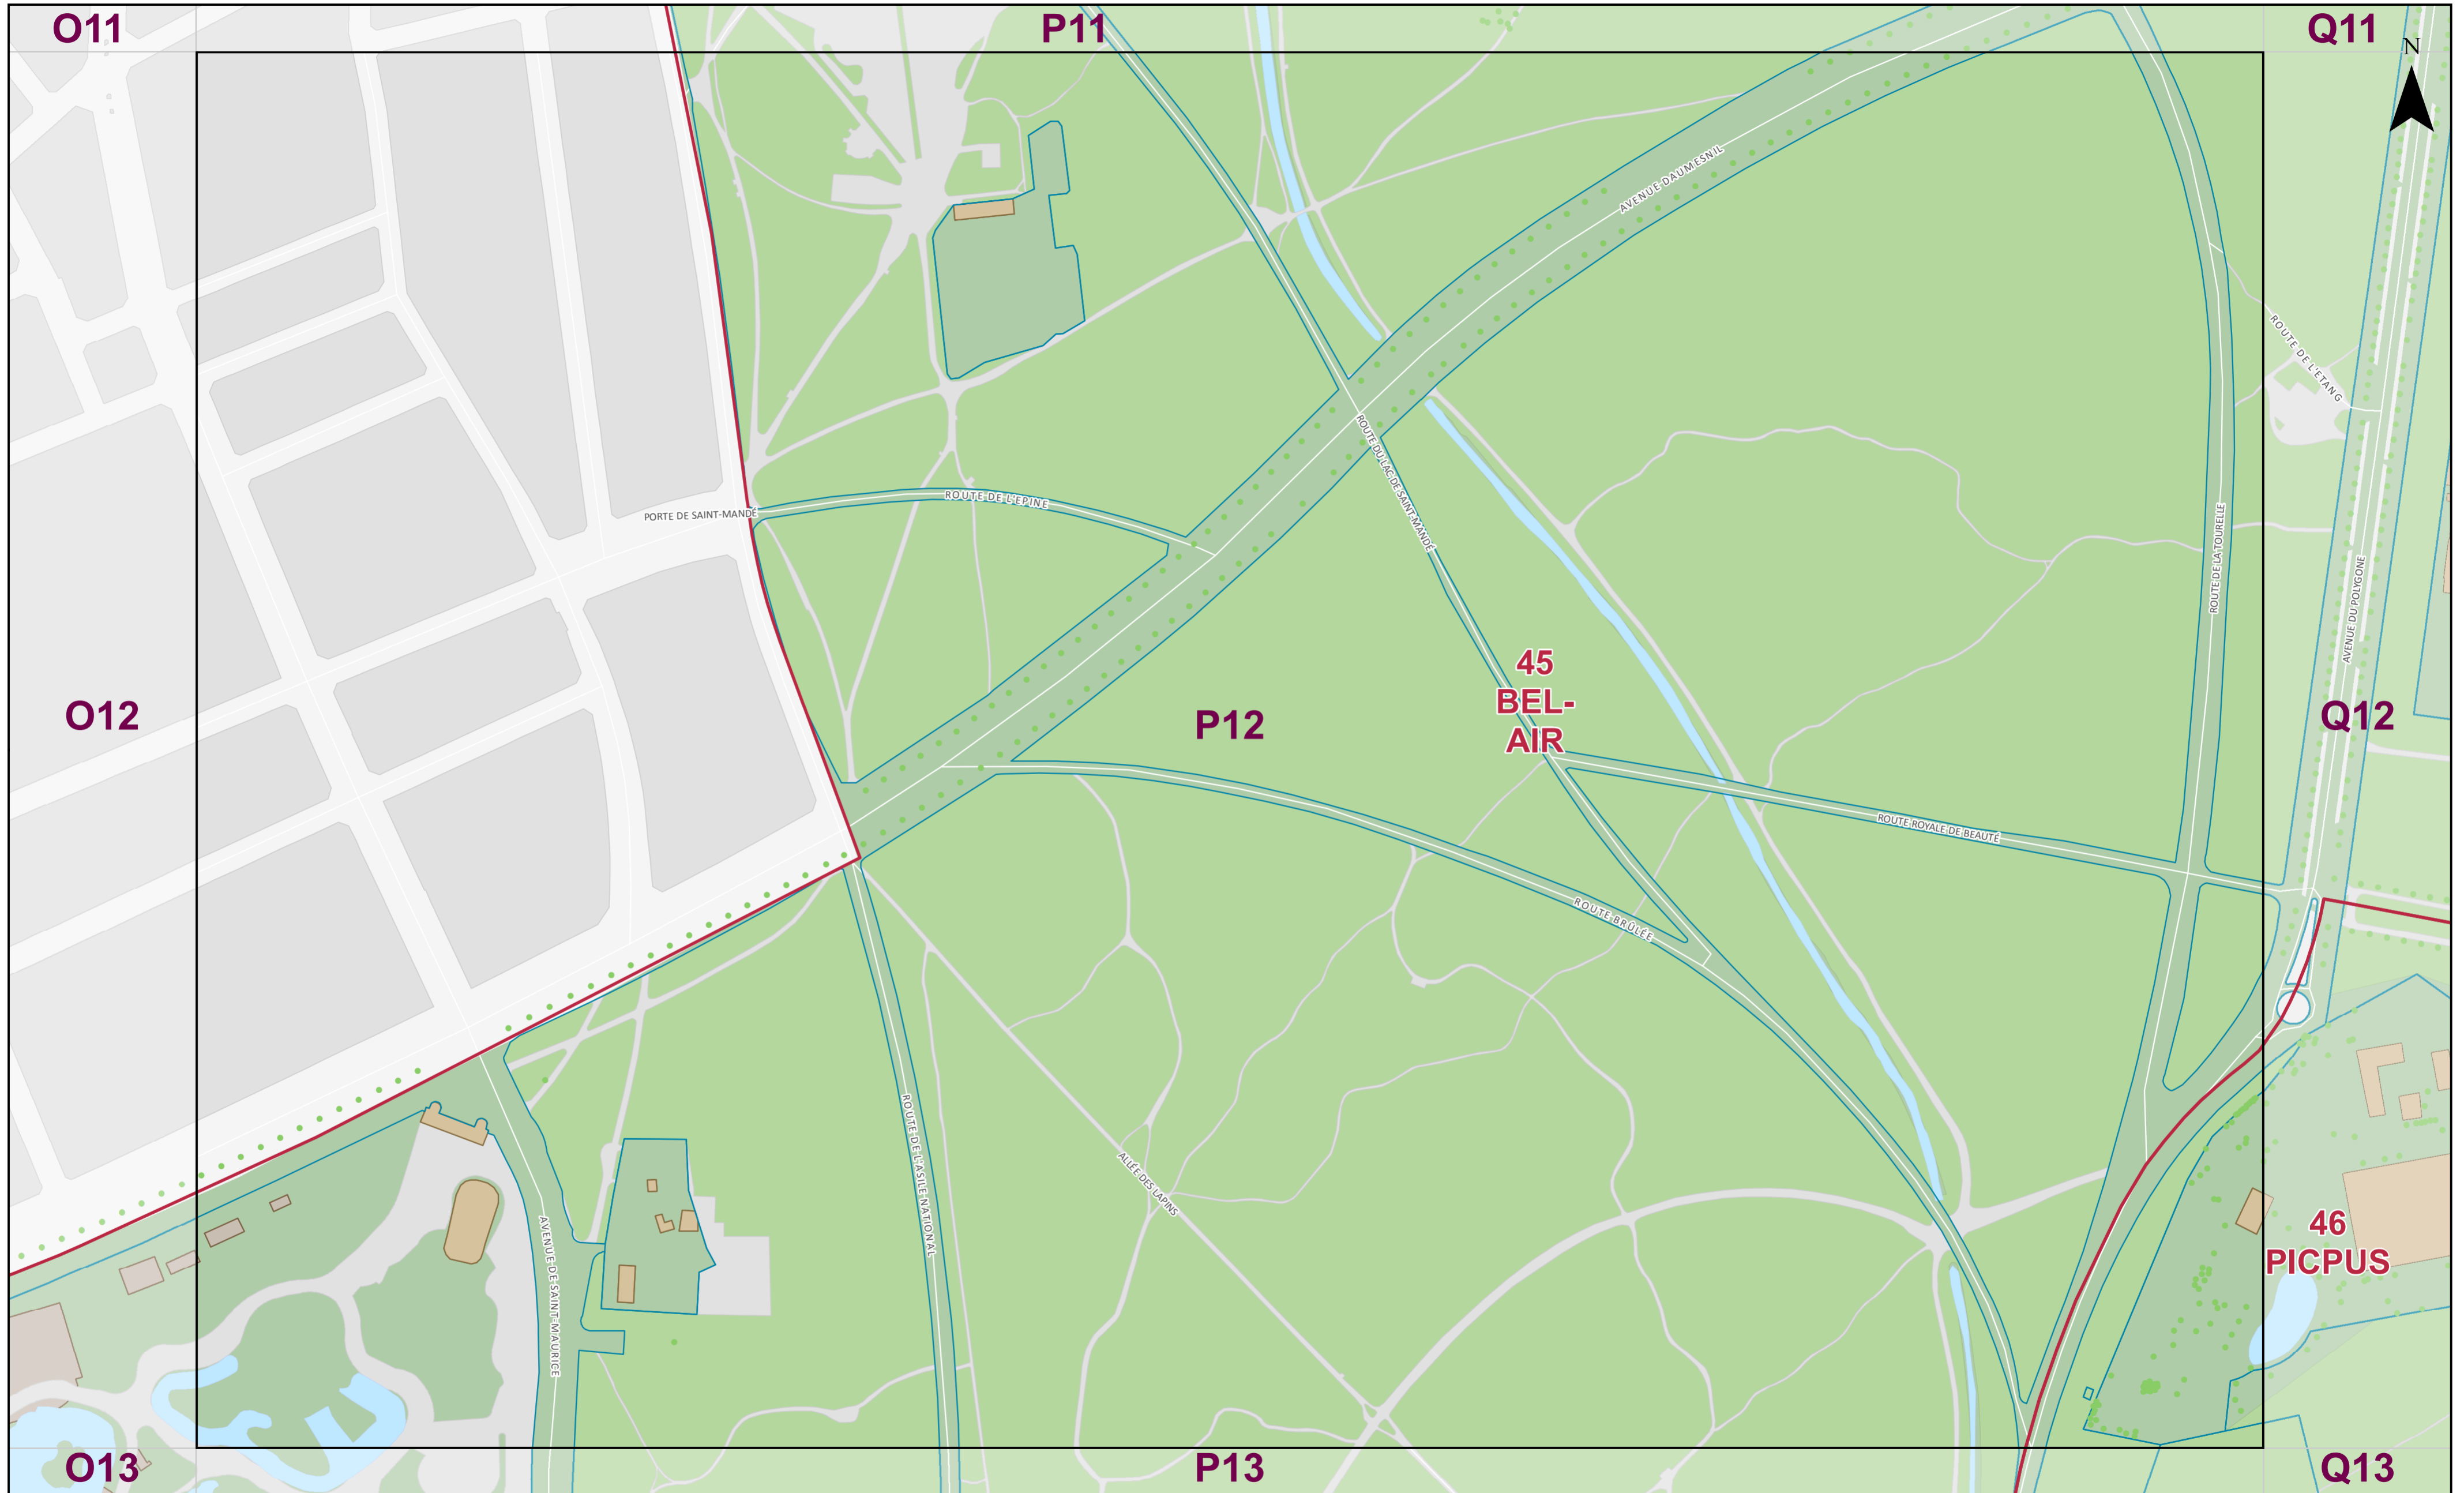 O11
P11
Q11
N
AVENUE DAUMESNIL
ROUTE DE L'ETANG
ROUTE DE L'EPINE
PORTE DE SAINT-MANDÉ
ROUTE DU LAC DE SAINT-MANDÉ
ROUTE DE LA TOURELLE
AVENUE DU POLYGONE
45
BEL-
AIR
O12
P12
Q12
ROUTE ROYALE DE BEAUTÉ
ROUTE BRÛLÉE
ROUTE DE L'ASILE NATIONAL
ALLÉE DES LAPINS
AVENUE DE SAINT-MAURICE
46
PICPUS
O13
P13
Q13